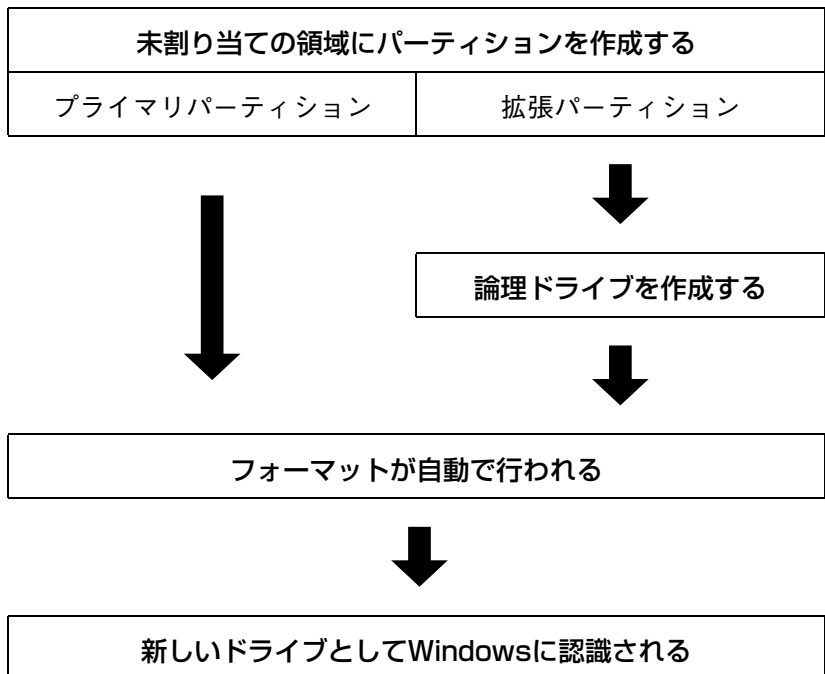 未割り当ての領域にパーティションを作成する
プライマリパーティション
拡張パーティション
論理ドライブを作成する
フォーマットが自動で行われる
新しいドライブとしてWindowsに認識される